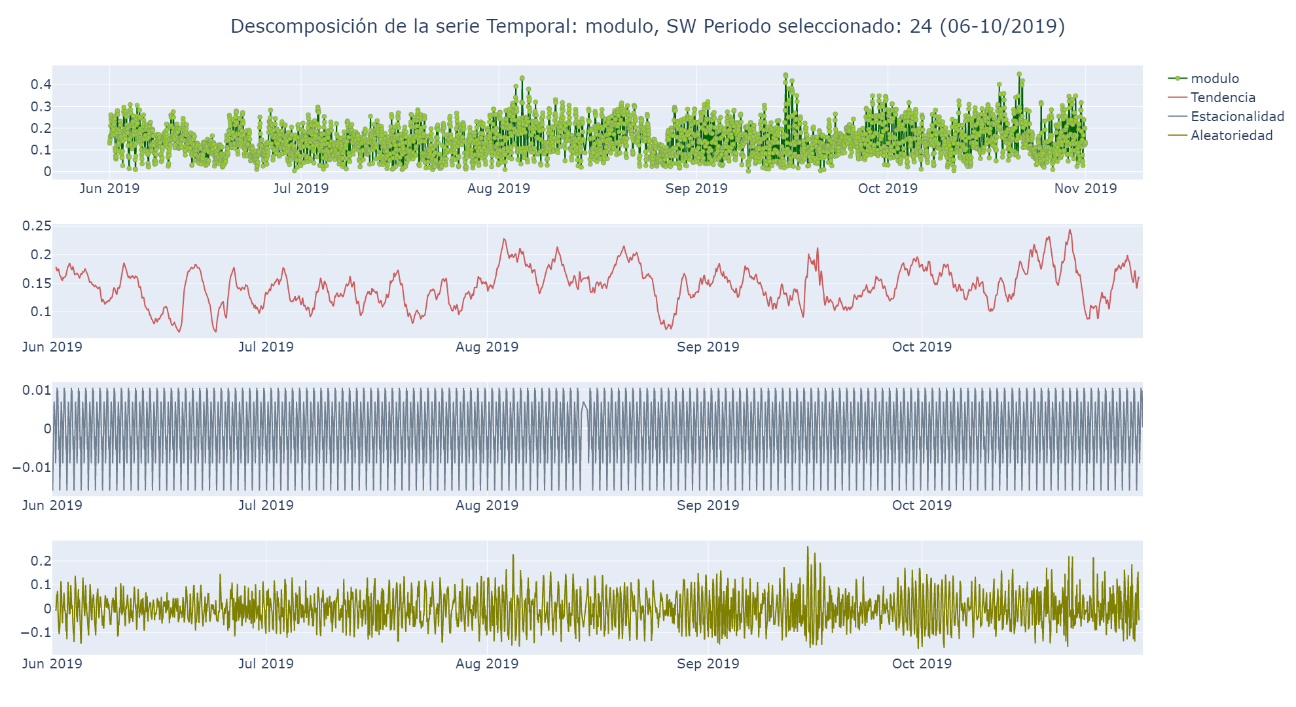 Descomposición de la serie Temporal: modulo, SW Periodo seleccionado: 24 (06-10/2019)
modulo
Tendencia
Estacionalidad
Aleatoriedad
0.4
0.3
0.2
0.1
0
Jun 2019 Jul 2019 Aug 2019 Sep 2019 Oct 2019 Nov 2019
0.25
0.2
0.15
0.1
Jun 2019 Jul 2019 Aug 2019 Sep 2019 Oct 2019
0.01
0
−0.01
Jun 2019 Jul 2019 Aug 2019 Sep 2019 Oct 2019
0.2
0.1
0
−0.1
Jun 2019 Jul 2019 Aug 2019 Sep 2019 Oct 2019